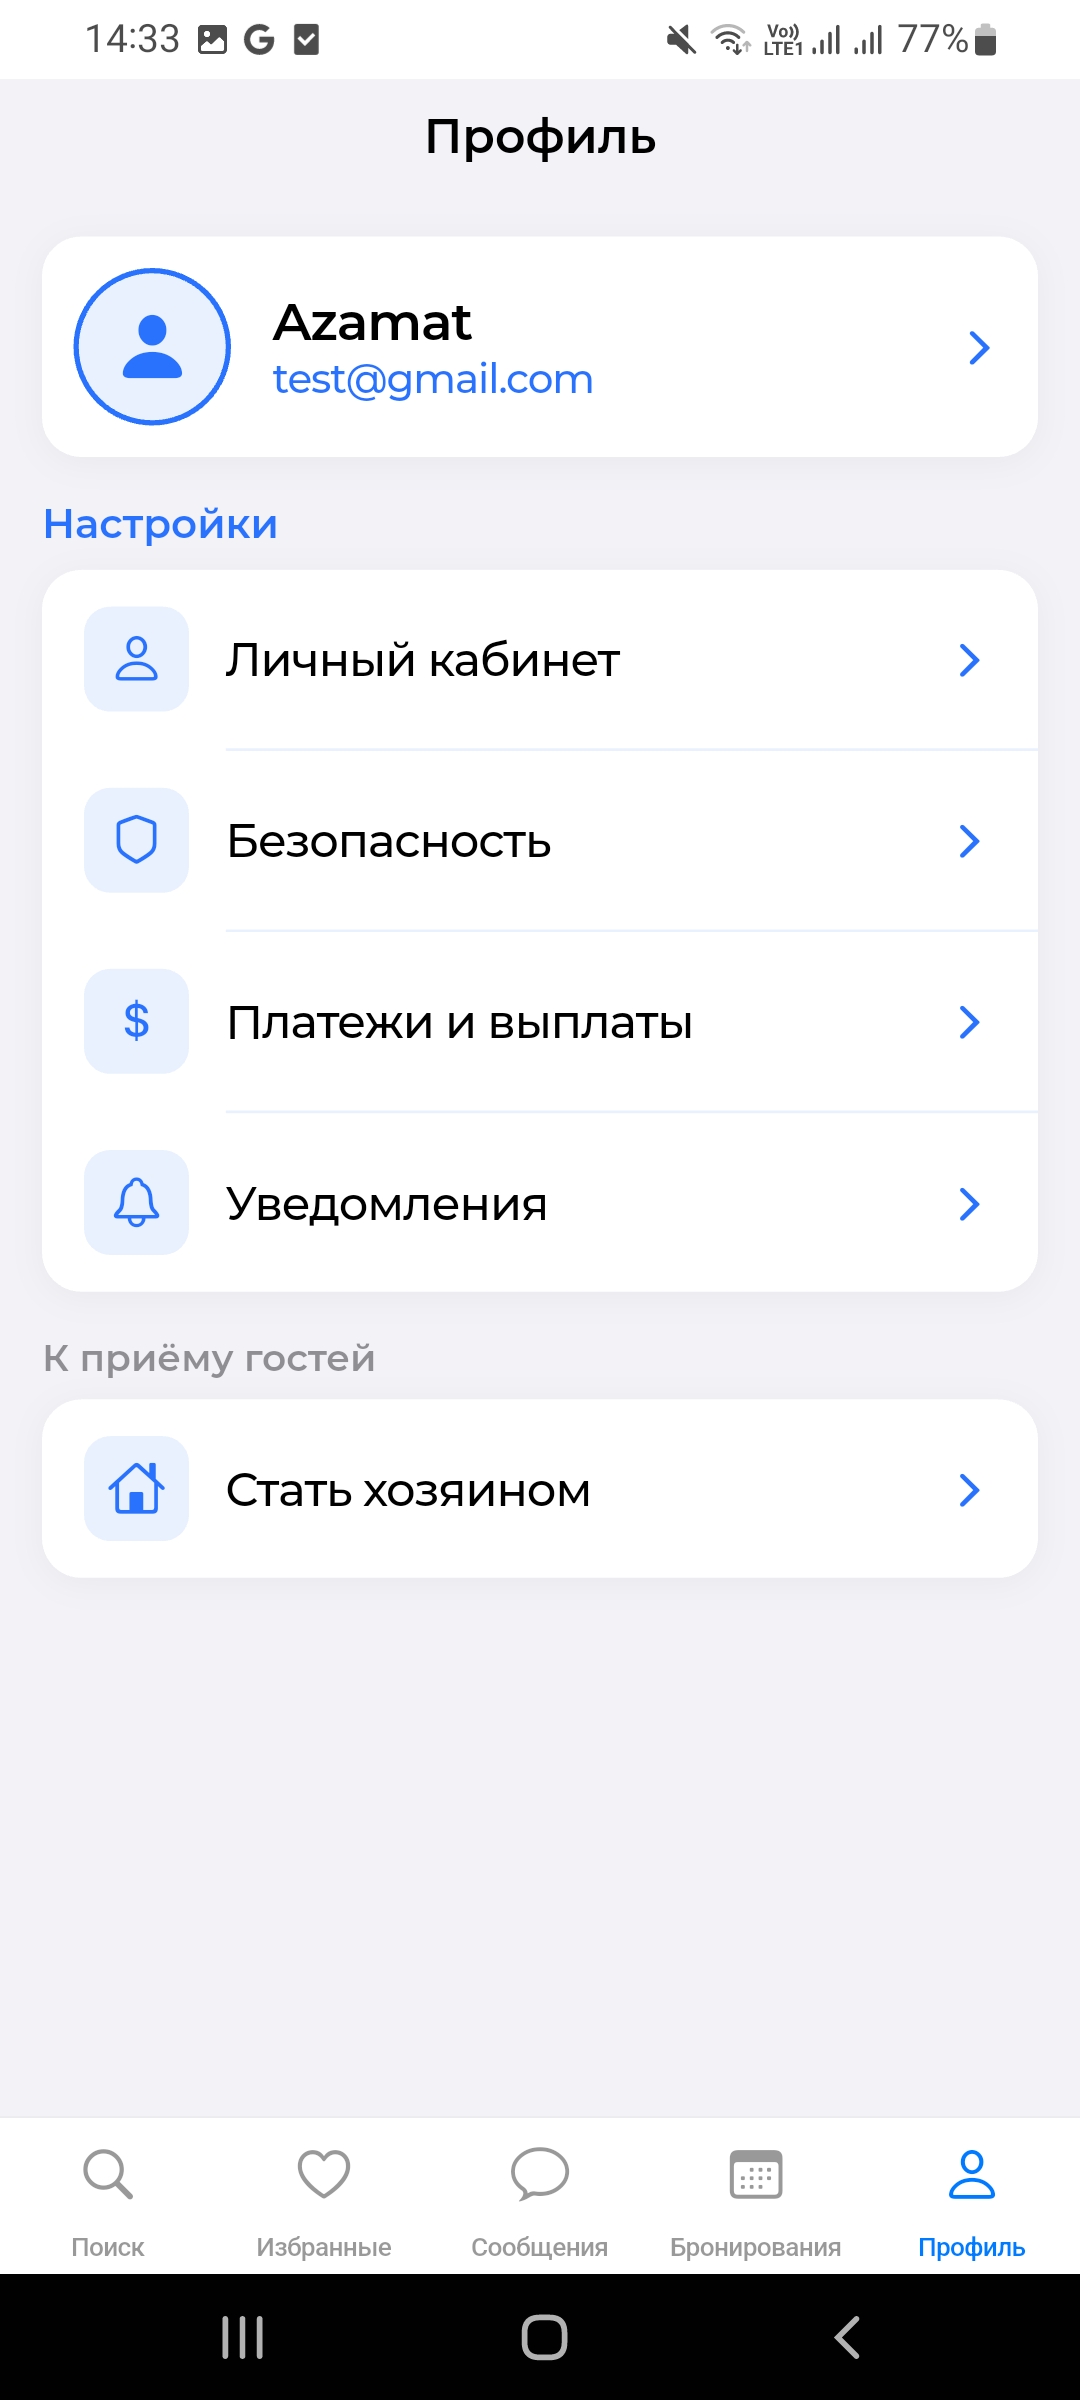 14:33
Vo))
LTE1
77%
Профиль
Azamat
test@gmail.com
Настройки
Личный кабинет
Безопасность
$
Платежи и выплаты
Уведомления
К приёму гостей
Стать хозяином
Поиск
Избранные
Сообщения
Бронирования
Профиль